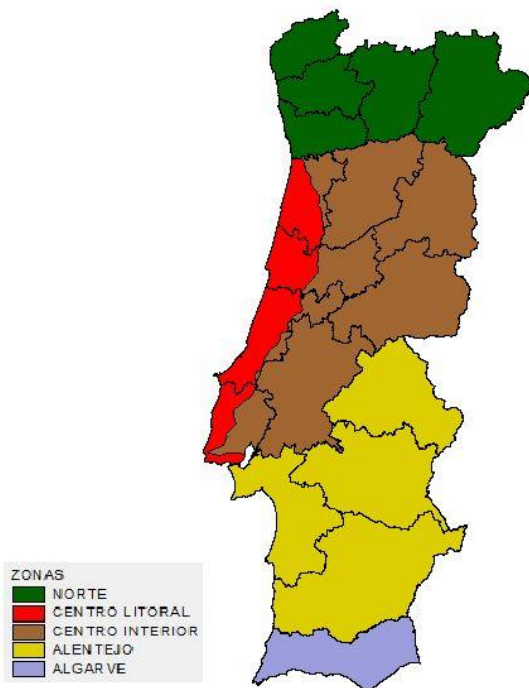 ZONAS
NORTE
CENTRO LITORAL
CENTRO INTERIOR
ALENTEJO
ALGARVE